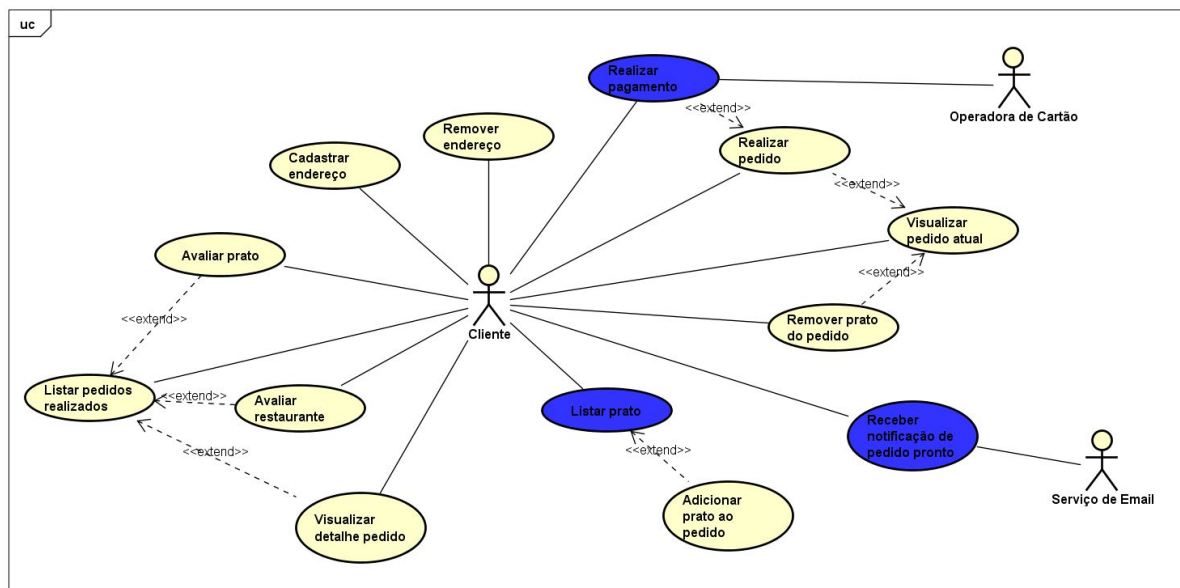 uc
Realizar
pagamento
Operadora de Cartão
<<extend>>
Remover
endereço
Realizar
pedido
Cadastrar
endereço
<<extend>>
Visualizar
pedido atual
Avaliar prato
<<extend>>
<<extend>>
Remover prato
do pedido
Cliente
Listar pedidos
realizados
<<extend>>
Avaliar
restaurante
Listar prato
Receber
notificação de
pedido pronto
<<extend>>
<<extend>>
Serviço de Email
Visualizar
detalhe pedido
Adicionar
prato ao
pedido